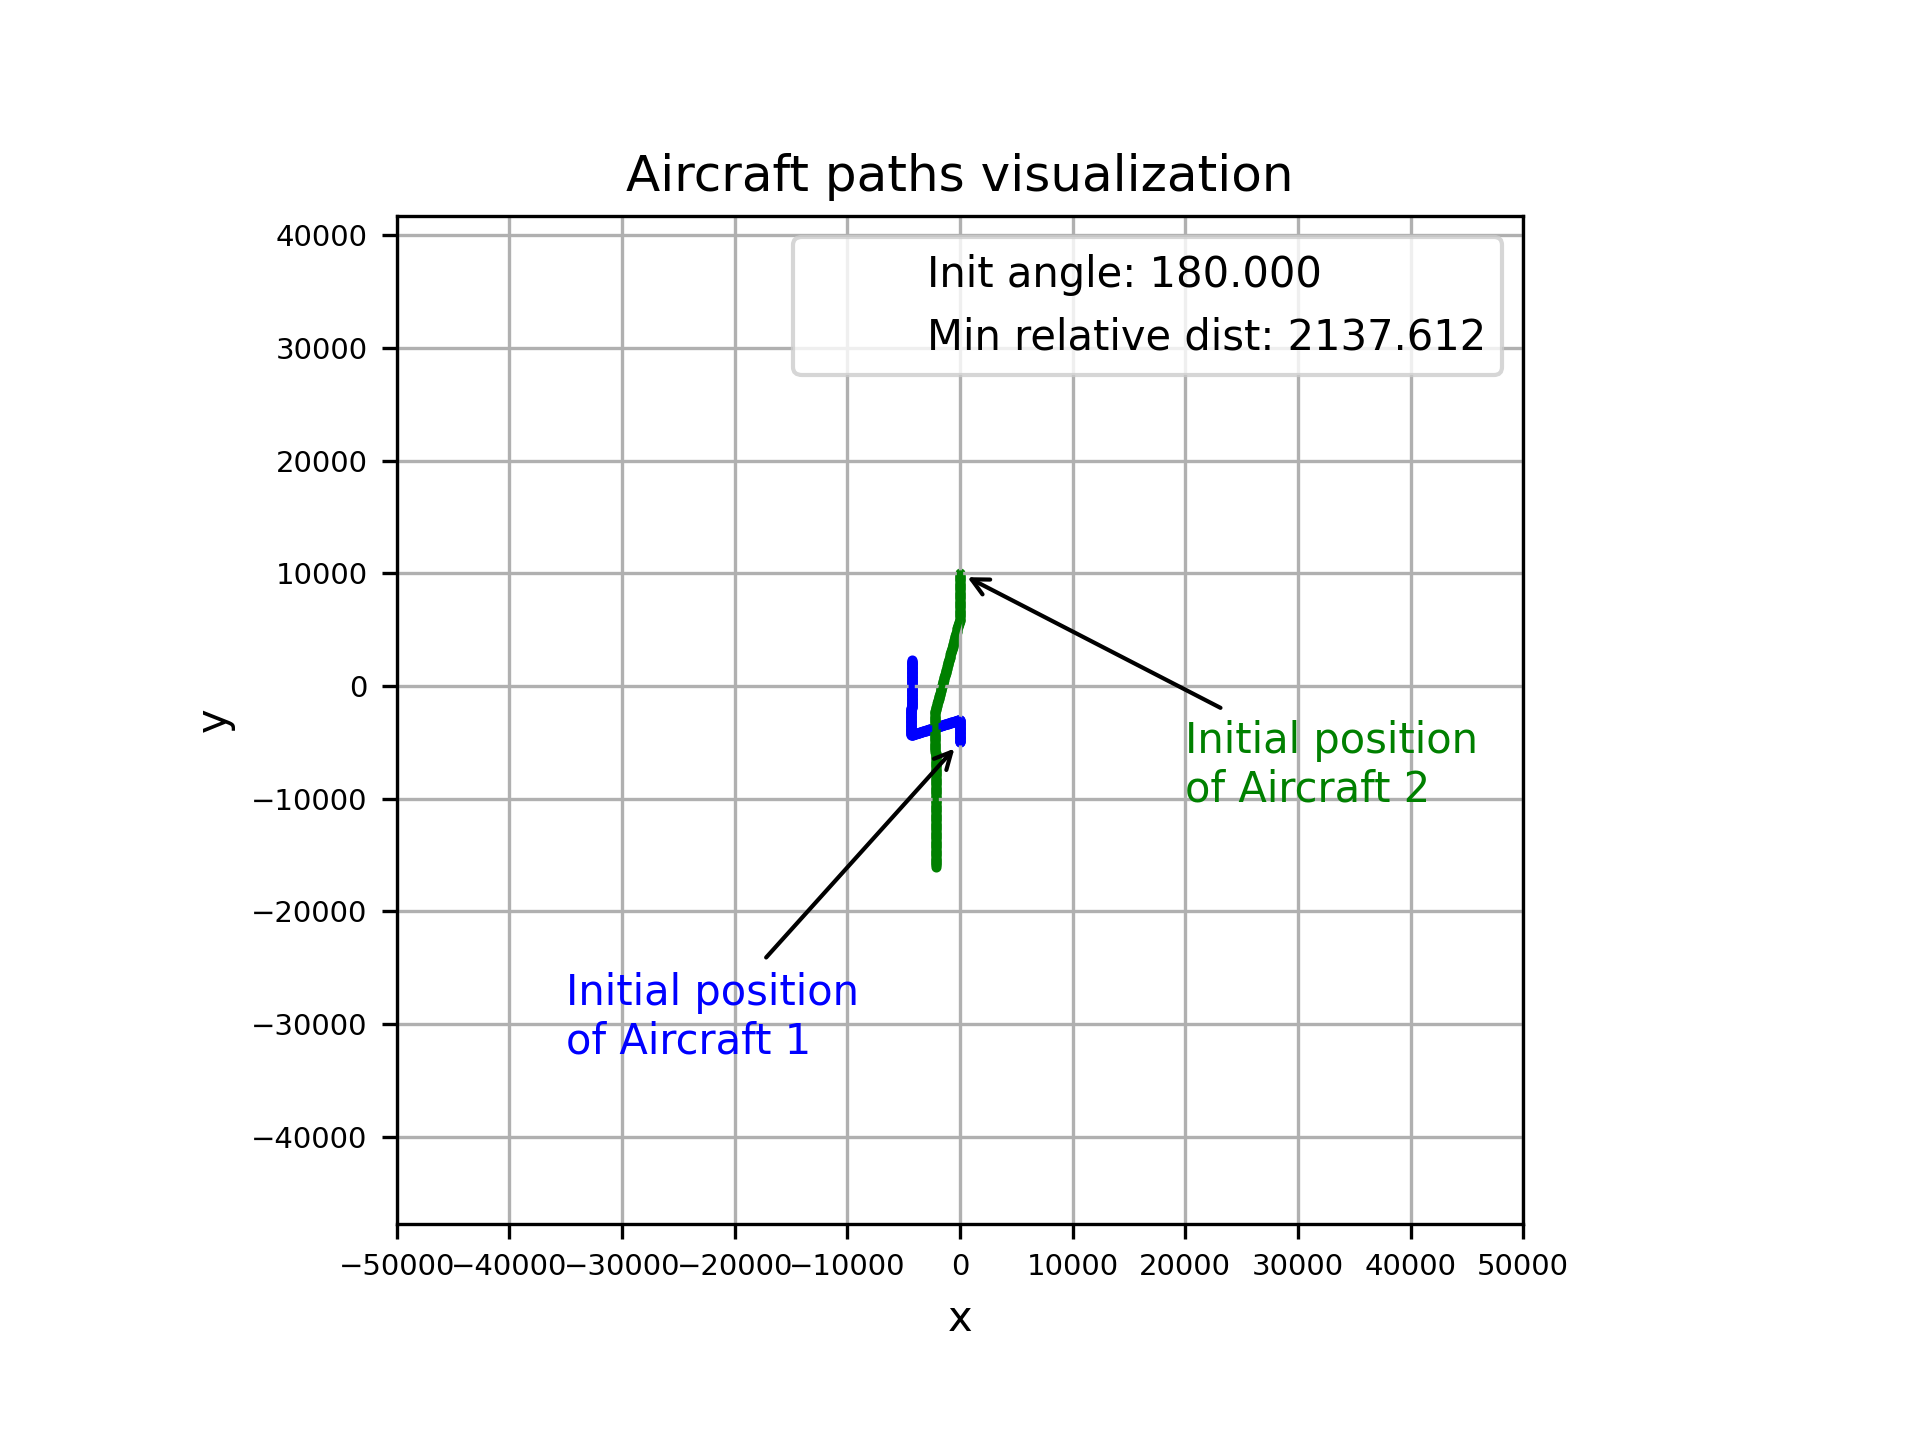 Aircraft paths visualization
Init angle: 180.000
Min relative dist: 2137.612
40000
30000
20000
10000
0
−10000
−20000
−30000
−40000
y
Initial position
of Aircraft 2
Initial position
of Aircraft 1
−50000 −40000 −30000 −20000 −10000 0 10000 20000 30000 40000 50000
x